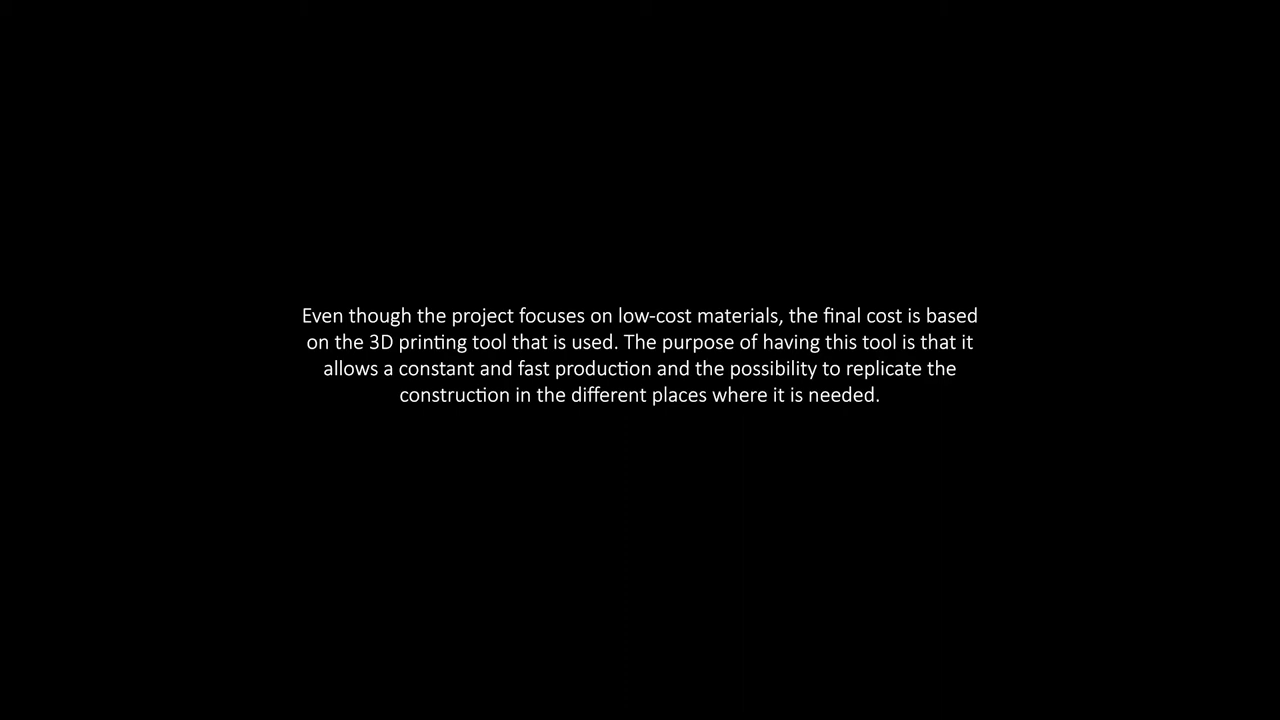 Even though the project focuses on low-cost materials, the final cost is based
on the 3D printing tool that is used. The purpose of having this tool is that it
allows a constant and fast production and the possibility to replicate the
construction in the different places where it is needed.